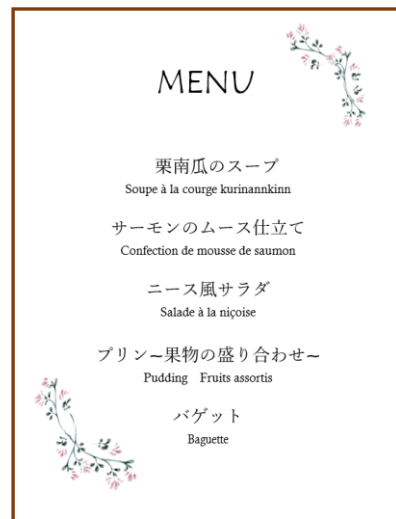 MENU
栗南瓜のスープ
Soupe à la courge kurinannkinn
サーモンのムース仕立て
Confection de mousse de saumon
ニース風サラダ
Salade à la niçoise
プリン~果物の盛り合わせ~
Pudding　Fruits assortis
バゲット
Baguette